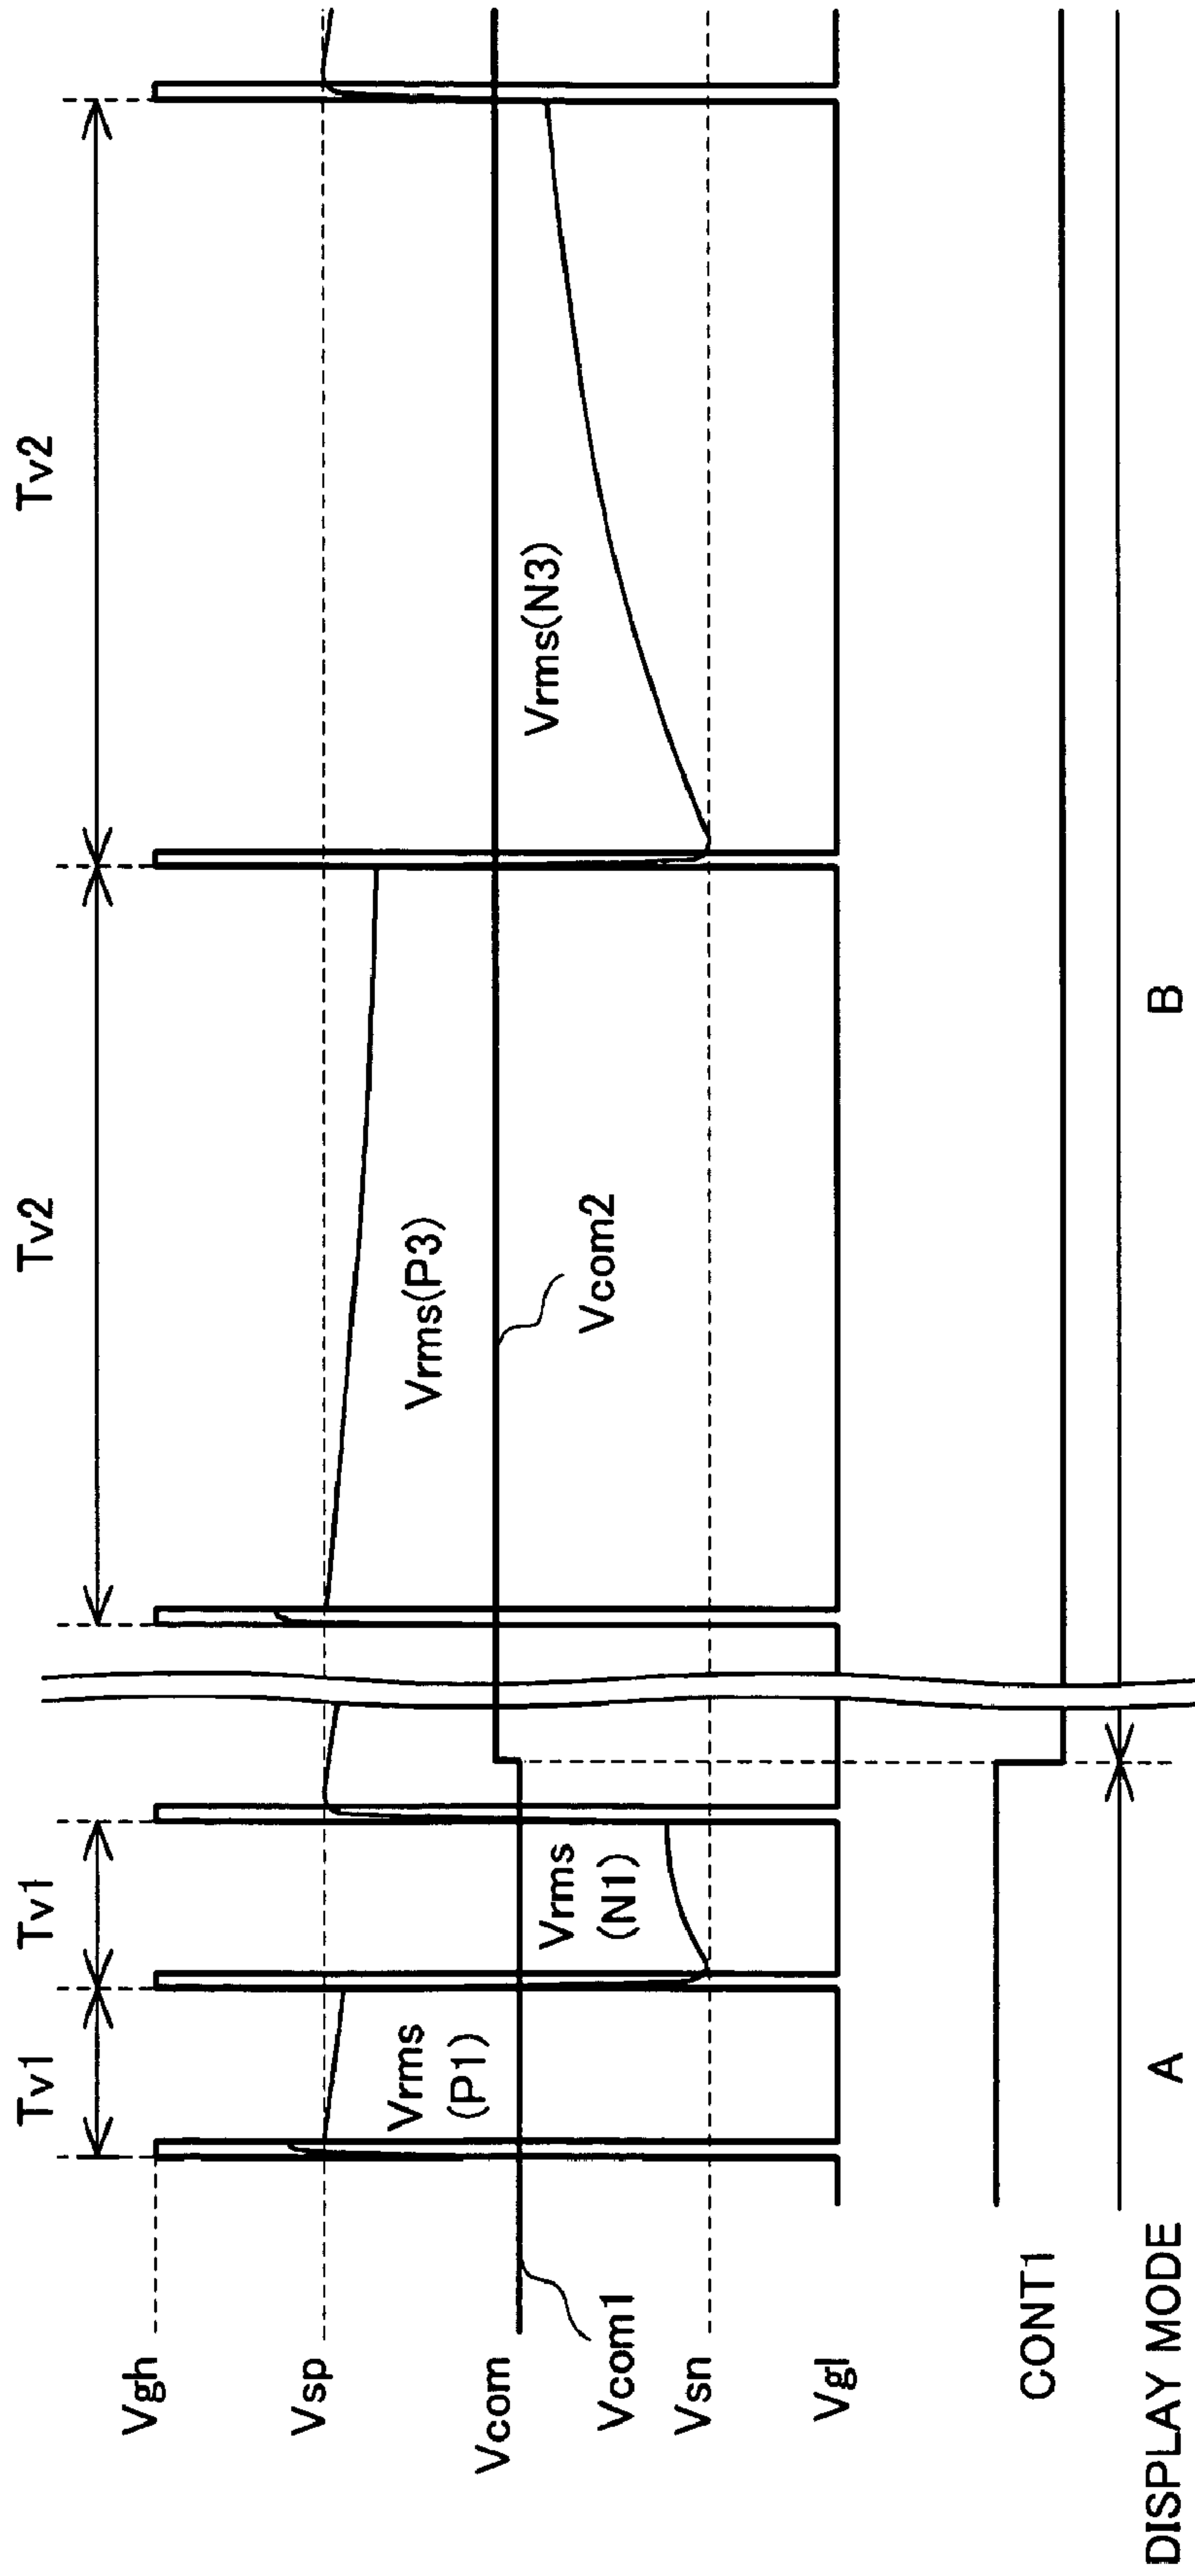 Tv1
Tv1
Tv2
Tv2
Vgh
Vsp
Vcom
Vcom1
Vsn
Vgl
Vrms
(P1)
Vrms
(N1)
Vrms(P3)
Vcom2
Vrms(N3)
CONT1
DISPLAY MODE
A
B